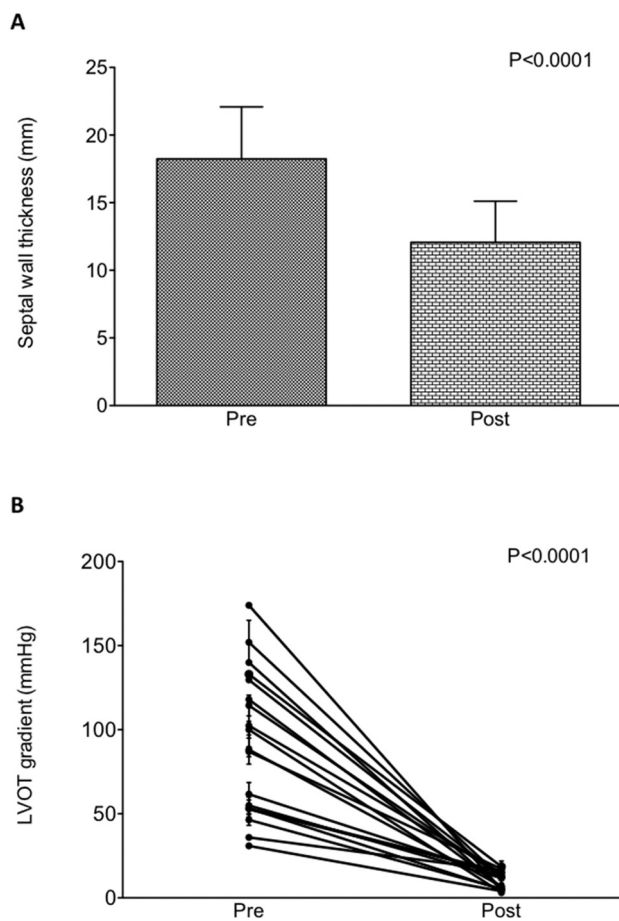 A
P<0.0001
Septal wall thickness (mm)
25
20
15
10
5
0
Pre Post
B
P<0.0001
LVOT gradient (mmHg)
200
150
100
50
0
Pre Post